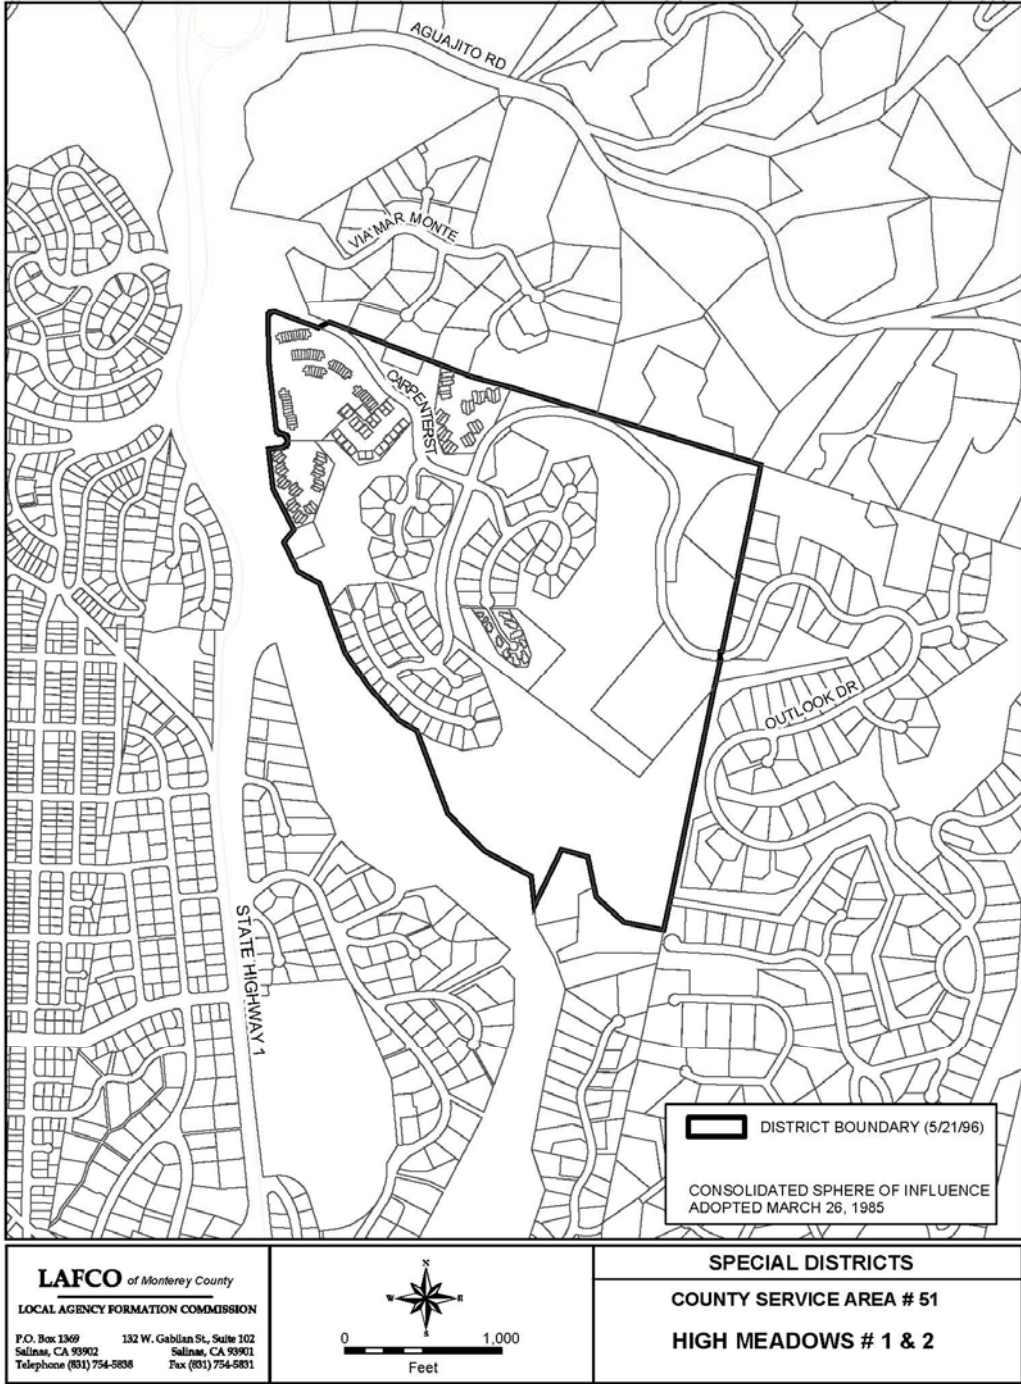 AGUAJITO RD
VIA MAR MONTE
CARPENTER ST
OUTLOOK DR
STATE HIGHWAY 1
DISTRICT BOUNDARY (5/21/96)
CONSOLIDATED SPHERE OF INFLUENCE
ADOPTED MARCH 26, 1985
LAFCO of Monterey County
LOCAL AGENCY FORMATION COMMISSION
P.O. Box 1369 132 W. Gabilan St., Suite 102
Salinas, CA 93902 Salinas, CA 93901
Telephone (831) 754-5838 Fax (831) 754-5831
N
W E
S
0 1,000
Feet
SPECIAL DISTRICTS
COUNTY SERVICE AREA # 51
HIGH MEADOWS # 1 & 2